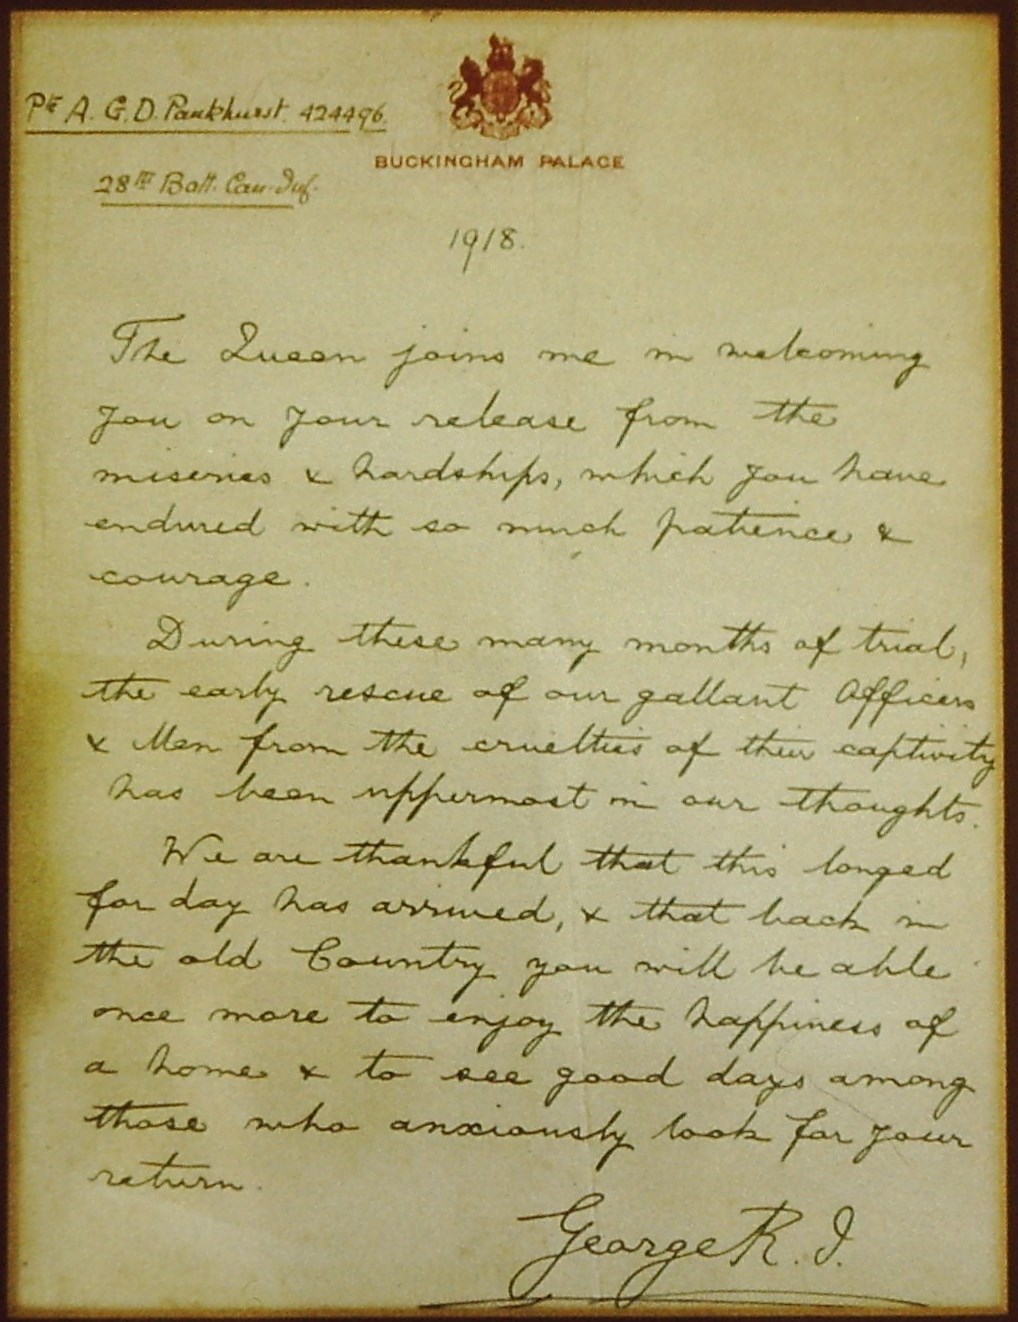 Pte A. G. D. Pankhurst. 424496.
28th Batt. Can. Inf.
BUCKINGHAM PALACE
1918.
The Queen joins me in welcoming
you on your release from the
miseries & hardships, which you have
endured with so much patience &
courage.
During these many months of trial,
the early rescue of our gallant Officers
& Men from the cruelties of their captivity
has been uppermost in our thoughts.
We are thankful that this longed
for day has arrived, & that back in
the old Country you will be able
once more to enjoy the happiness of
a home & to see good days among
those who anxiously look for your
return.
George R. I.